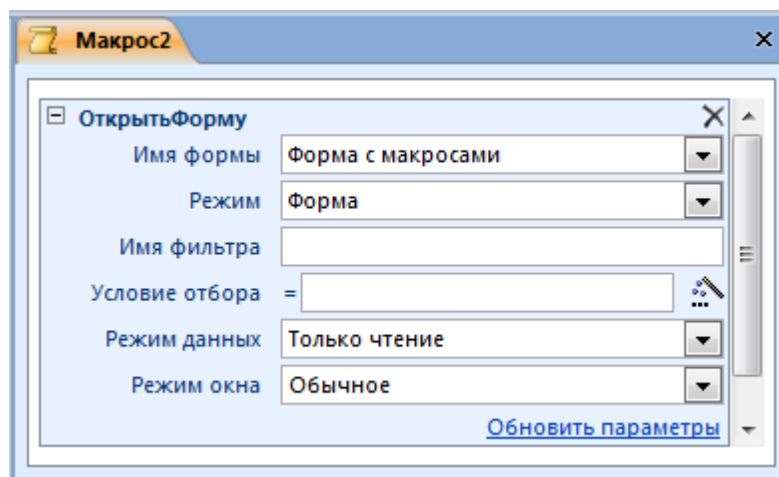 Макрос2
ОткрытьФорму
Имя формы Форма с макросами
Режим Форма
Имя фильтра
Условие отбора =
Режим данных Только чтение
Режим окна Обычное
Обновить параметры